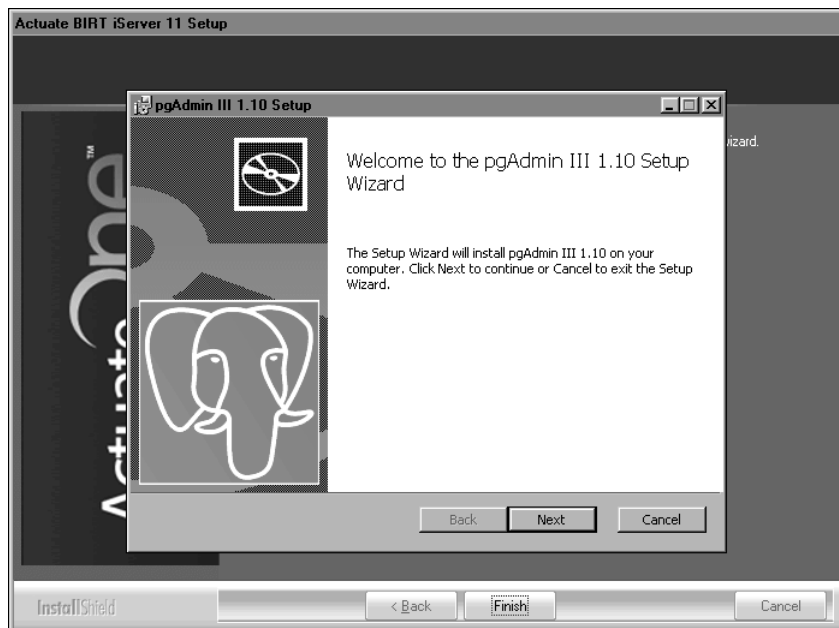 Actuate BIRT iServer 11 Setup
pgAdmin III 1.10 Setup
Welcome to the pgAdmin III 1.10 Setup
Wizard
The Setup Wizard will install pgAdmin III 1.10 on your
computer. Click Next to continue or Cancel to exit the Setup
Wizard.
Back
Next
Cancel
wizard.
ActuateOne™
InstallShield
< Back
Finish
Cancel